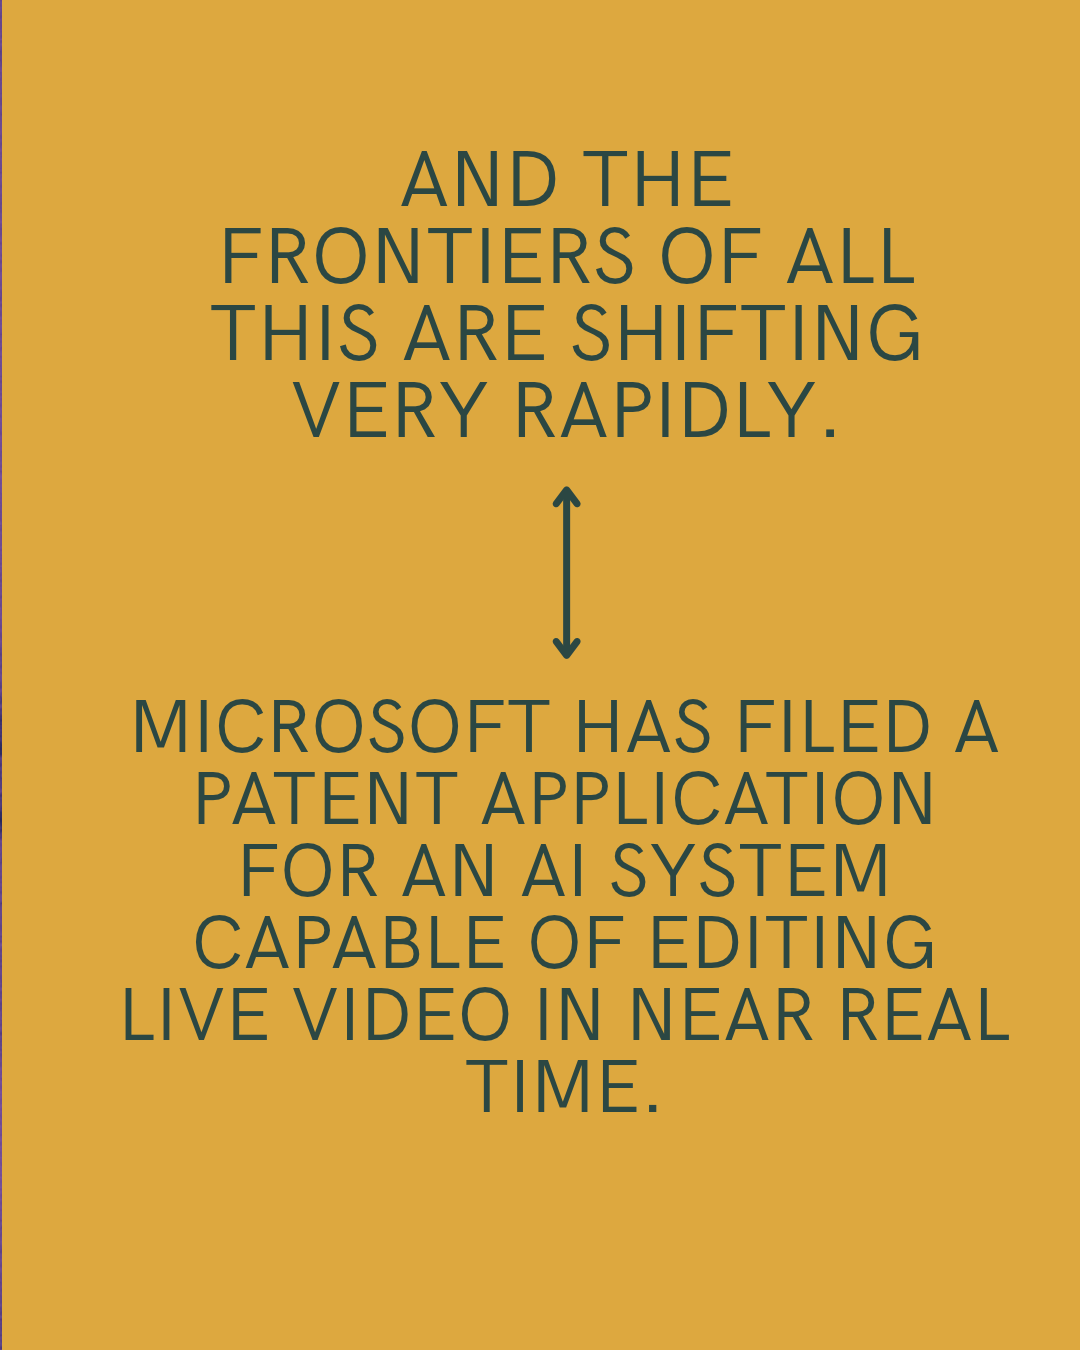 AND THE
FRONTIERS OF ALL
THIS ARE SHIFTING
VERY RAPIDLY.
MICROSOFT HAS FILED A
PATENT APPLICATION
FOR AN AI SYSTEM
CAPABLE OF EDITING
LIVE VIDEO IN NEAR REAL
TIME.